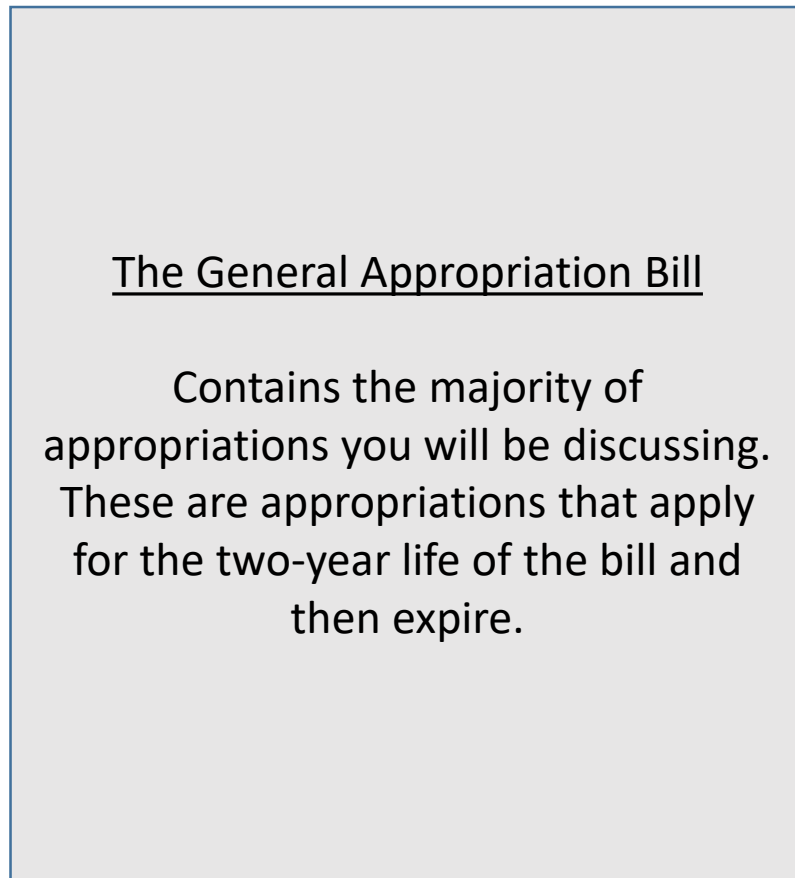 The General Appropriation Bill
Contains the majority of
appropriations you will be discussing.
These are appropriations that apply
for the two-year life of the bill and
then expire.